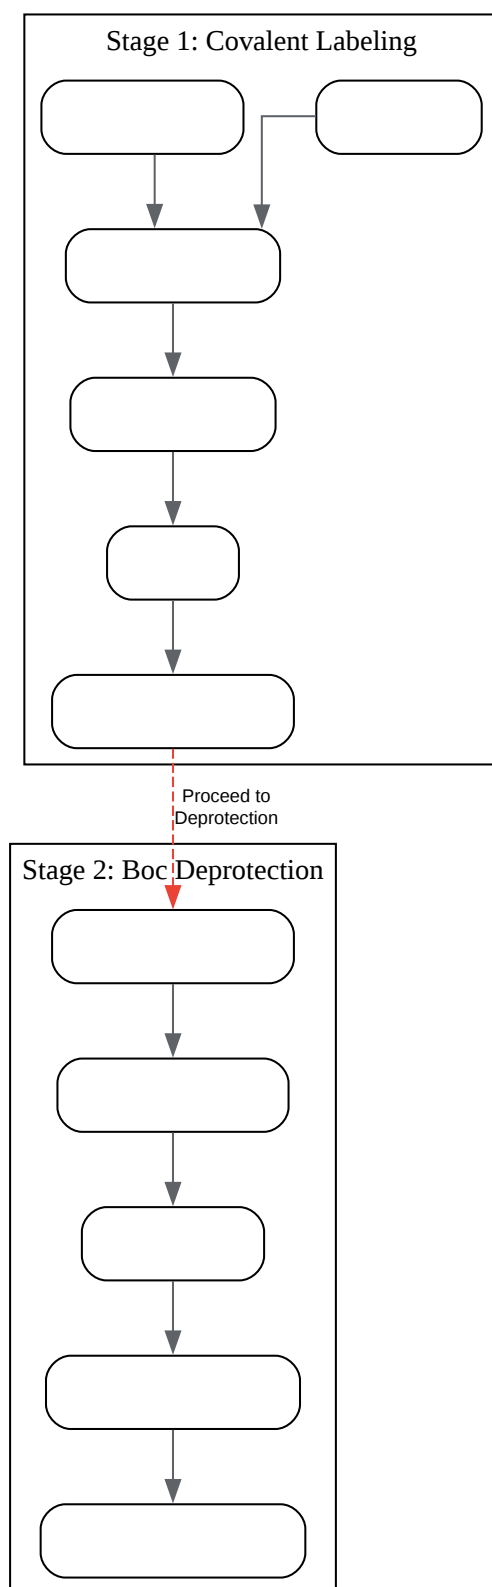 Stage 1: Covalent Labeling
Proceed to
Deprotection
Stage 2: Boc Deprotection